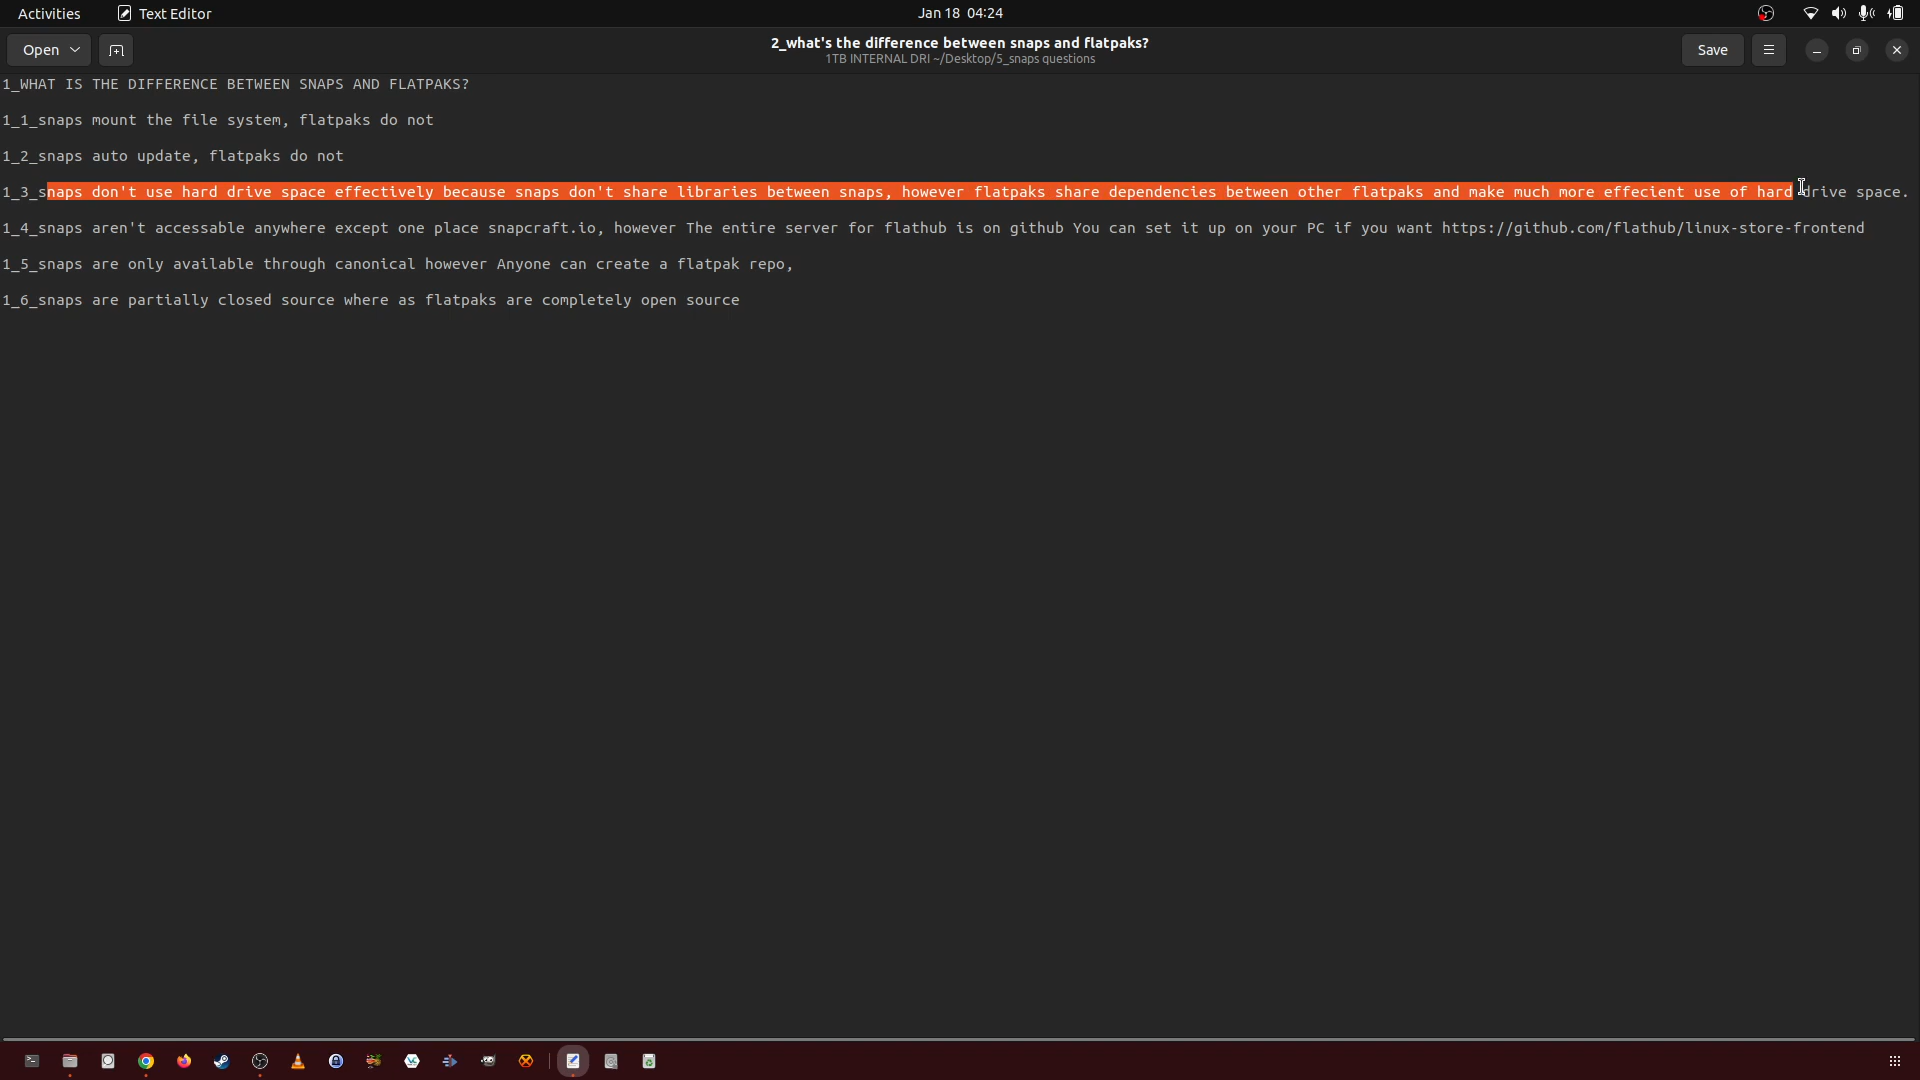 Activities Text Editor Jan 18 04:24
Open 2_what's the difference between snaps and flatpaks? Save
1TB INTERNAL DRI ~/Desktop/5_snaps questions
1_WHAT IS THE DIFFERENCE BETWEEN SNAPS AND FLATPAKS?
1_1_snaps mount the file system, flatpaks do not
1_2_snaps auto update, flatpaks do not
1_3_snaps don't use hard drive space effectively because snaps don't share libraries between snaps, however flatpaks share dependencies between other flatpaks and make much more effecient use of hard drive space.
1_4_snaps aren't accessable anywhere except one place snapcraft.io, however The entire server for flathub is on github You can set it up on your PC if you want https://github.com/flathub/linux-store-frontend
1_5_snaps are only available through canonical however Anyone can create a flatpak repo,
1_6_snaps are partially closed source where as flatpaks are completely open source